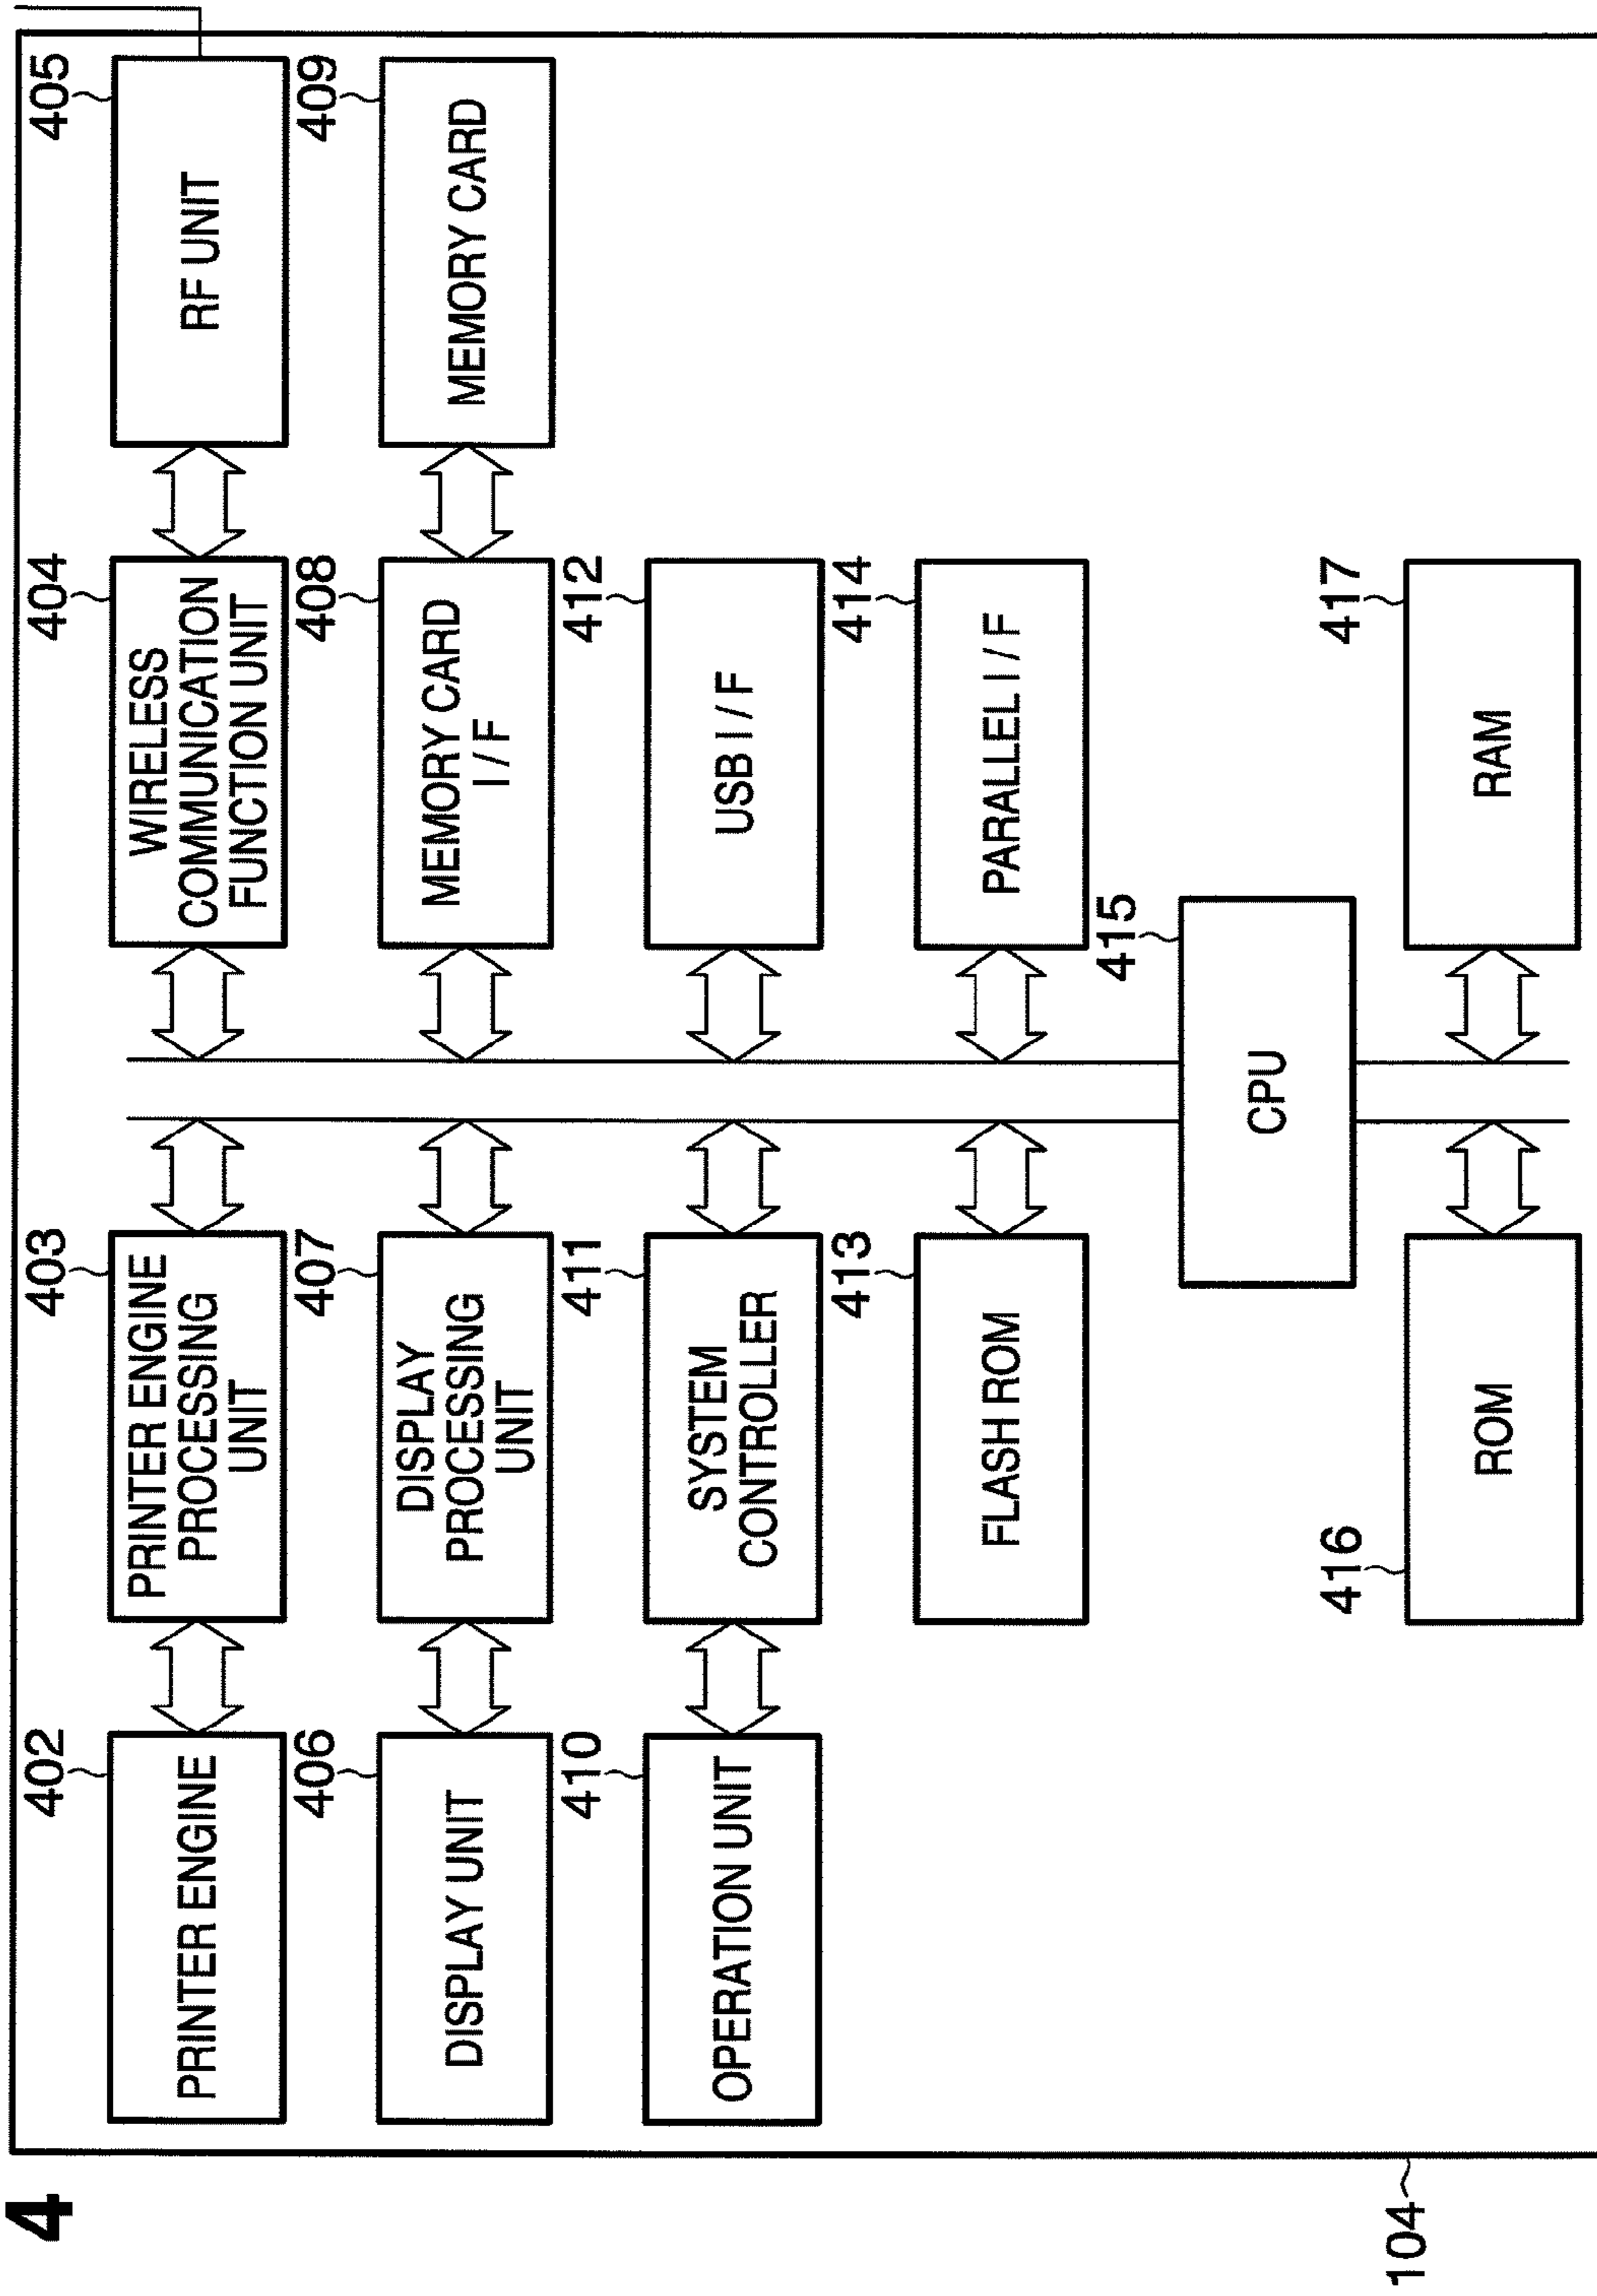 4
402
PRINTER ENGINE
403
PRINTER ENGINE
PROCESSING
UNIT
404
WIRELESS
COMMUNICATION
FUNCTION UNIT
405
RF UNIT
406
DISPLAY UNIT
407
DISPLAY
PROCESSING
UNIT
408
MEMORY CARD
I / F
409
MEMORY CARD
410
OPERATION UNIT
411
SYSTEM
CONTROLLER
412
USB I / F
413
FLASH ROM
414
PARALLEL I / F
415
CPU
416
ROM
417
RAM
104